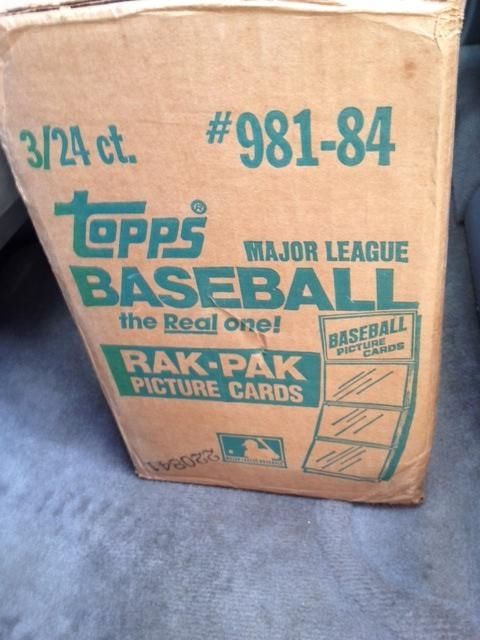 3/24 ct. #981-84
Topps®
MAJOR LEAGUE
BASEBALL
the Real one!
BASEBALL
PICTURE
CARDS
RAK-PAK
PICTURE CARDS
220841